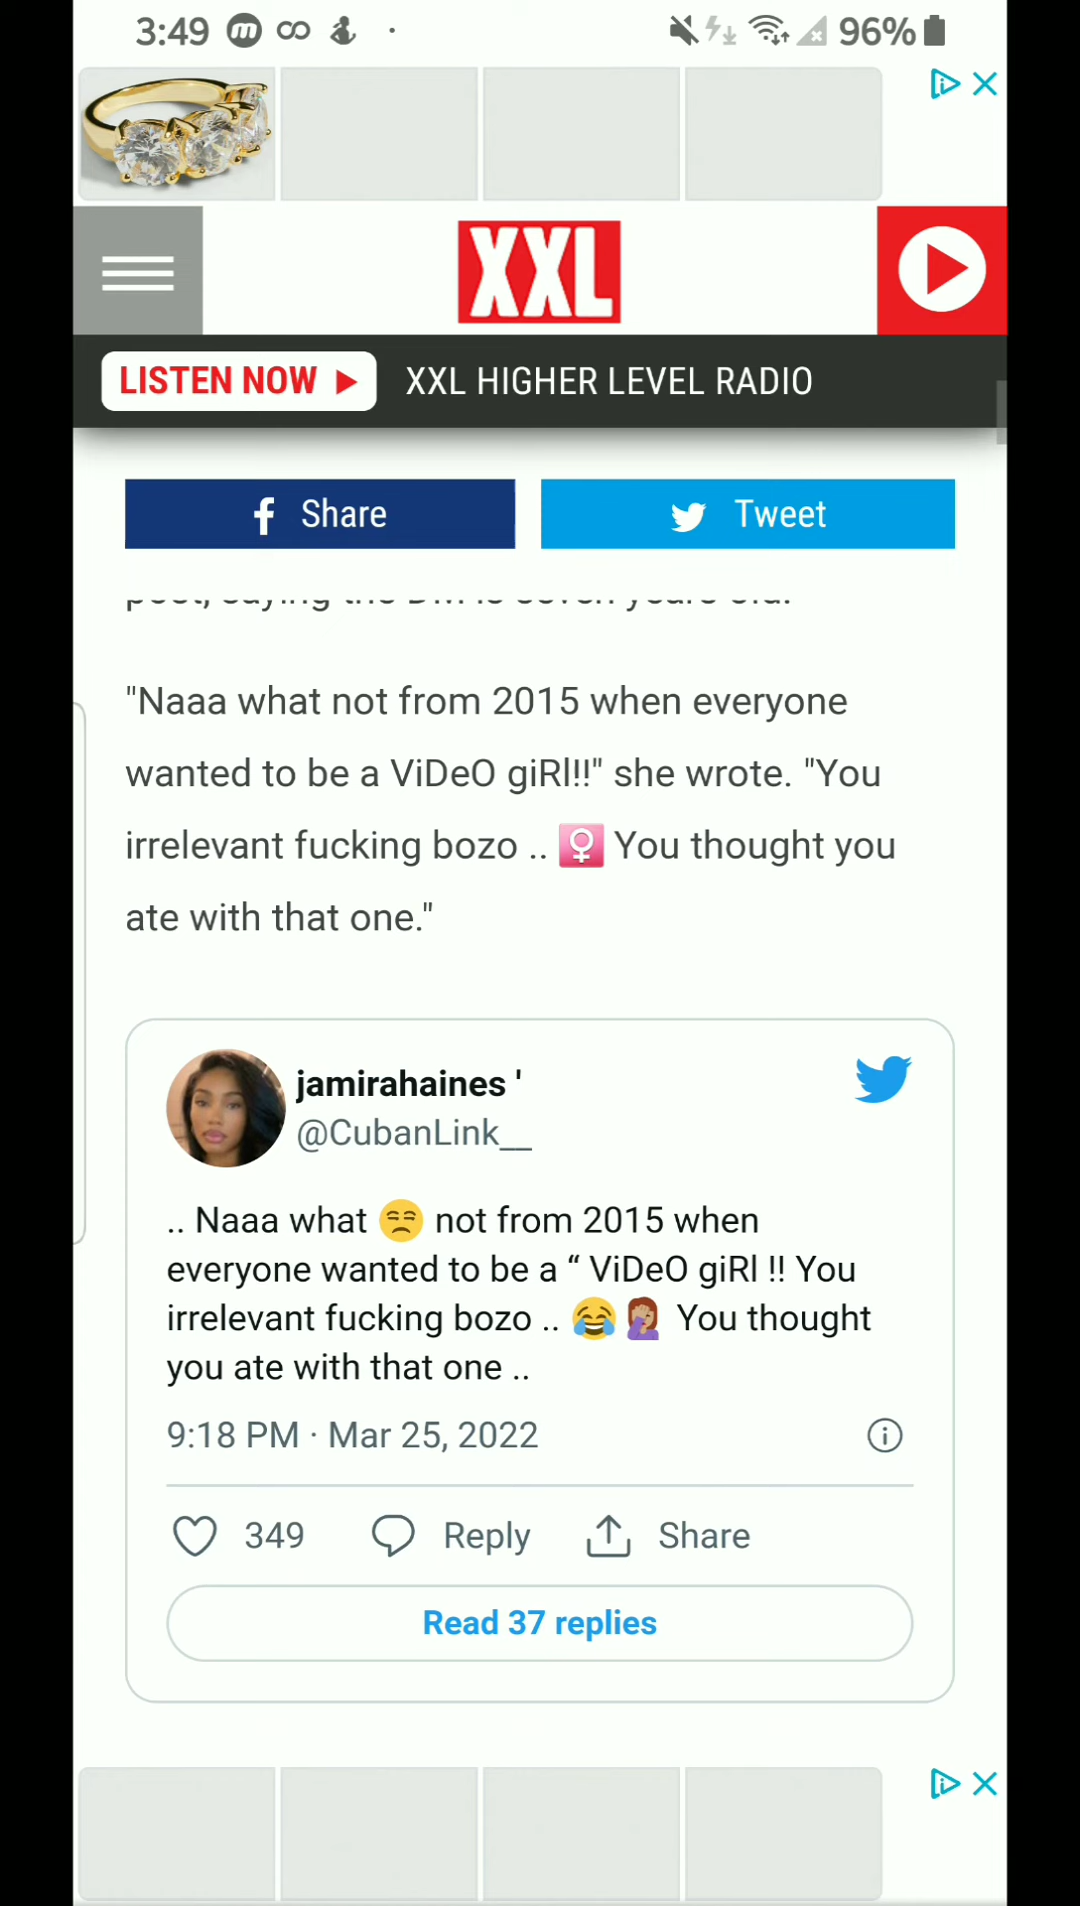 3:49
96%
XXL
LISTEN NOW
XXL HIGHER LEVEL RADIO
Share
Tweet
"Naaa what not from 2015 when everyone
wanted to be a ViDeO giRl!!" she wrote. "You
irrelevant fucking bozo .. ♀ You thought you
ate with that one."
jamirahaines '
@CubanLink__
.. Naaa what 😒 not from 2015 when
everyone wanted to be a “ ViDeO giRl !! You
irrelevant fucking bozo .. 😂🤦🏽‍♀️ You thought
you ate with that one ..
9:18 PM · Mar 25, 2022
349
Reply
Share
Read 37 replies